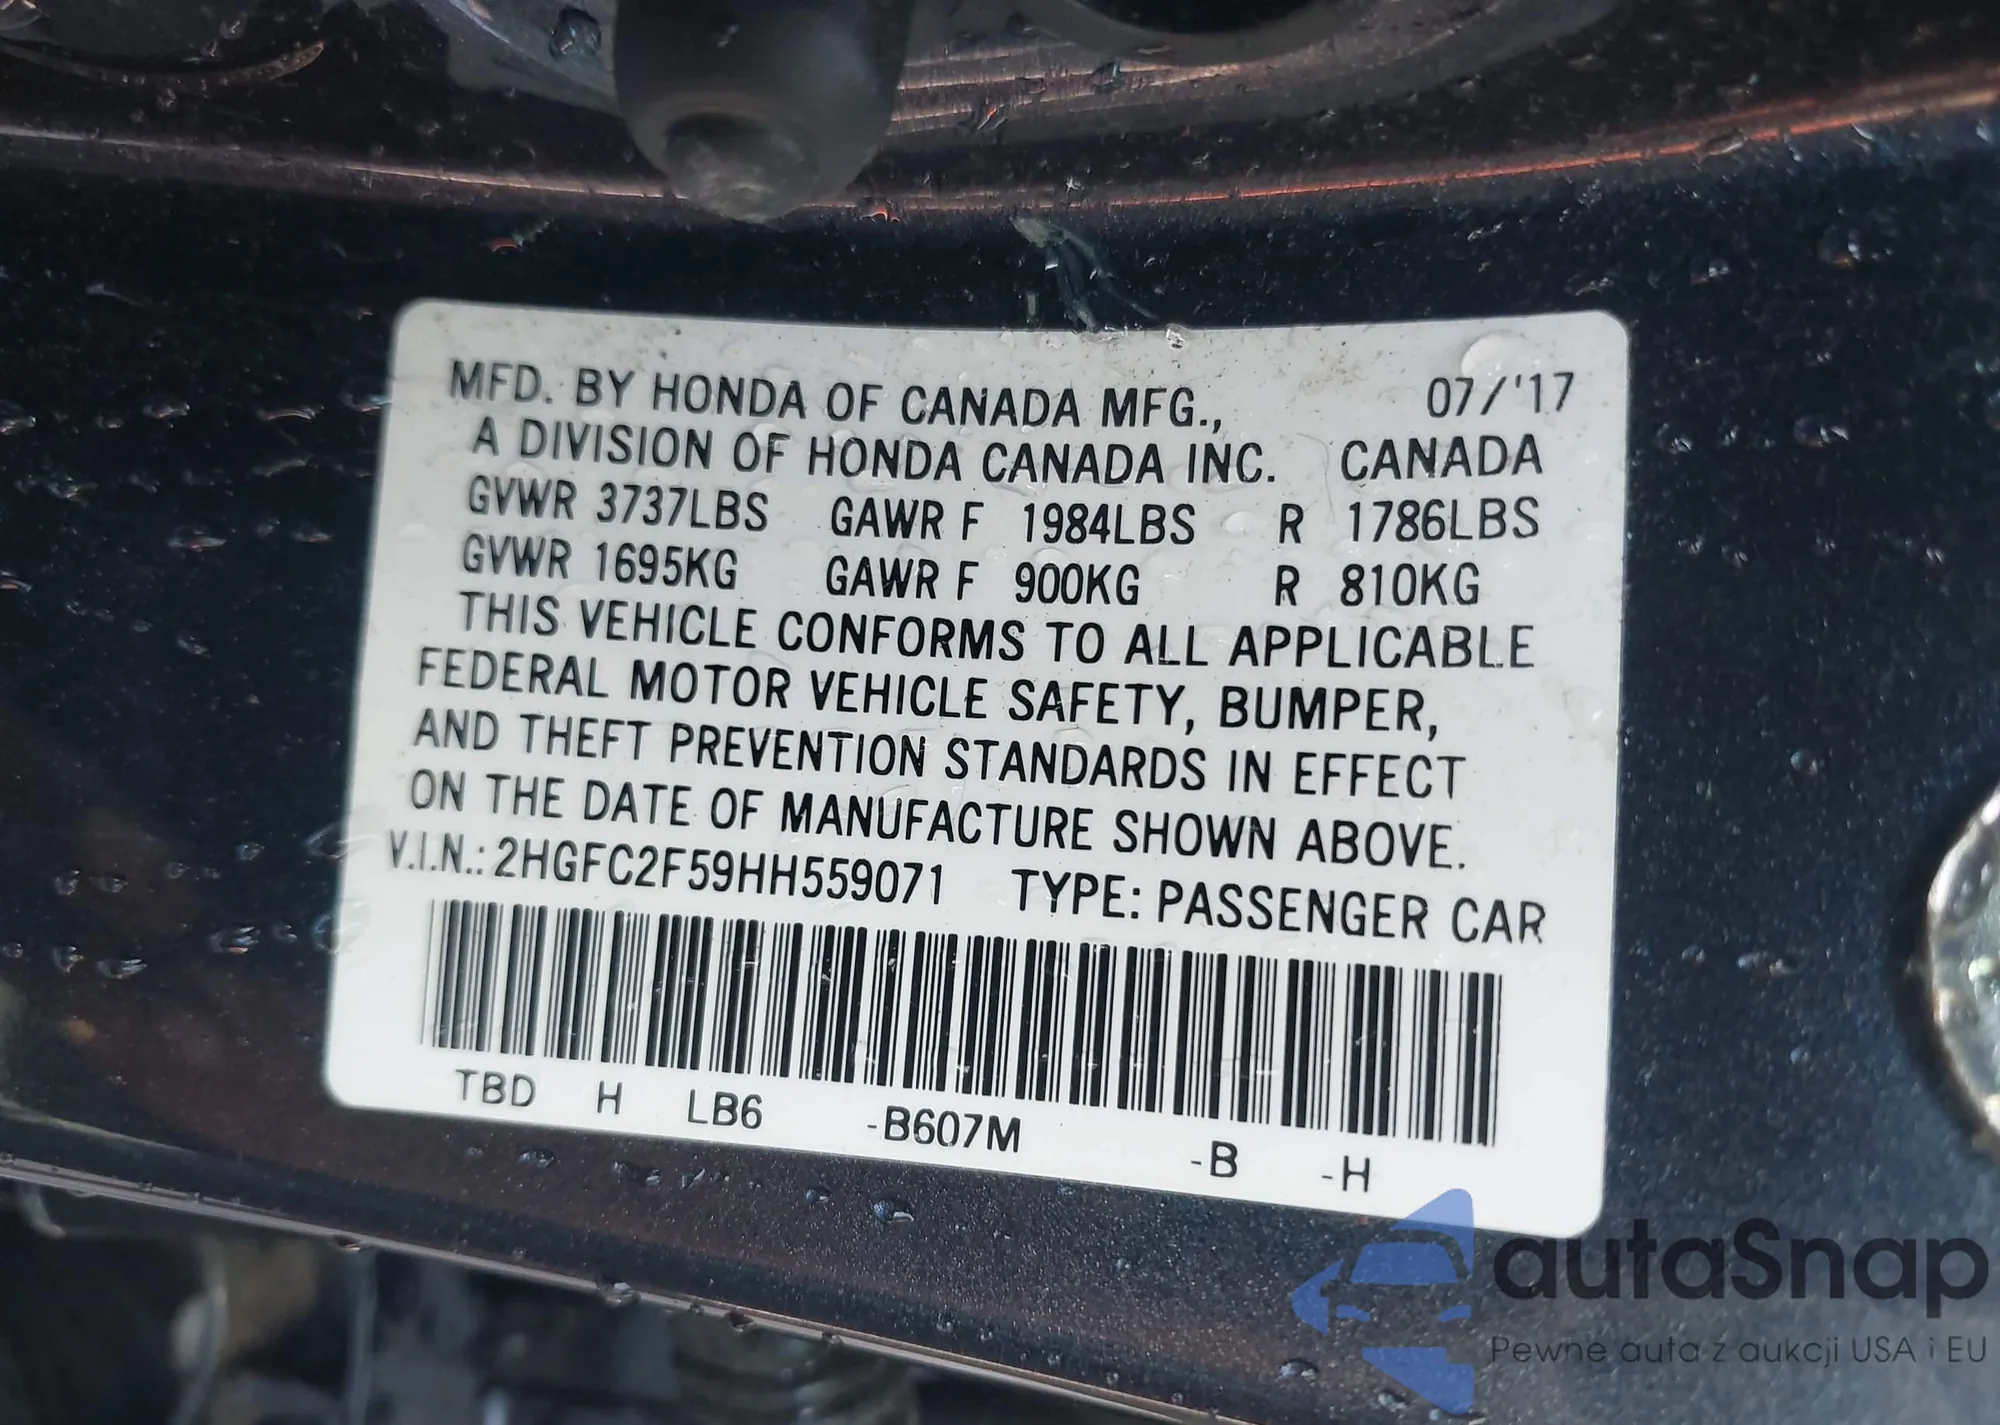 MFD. BY HONDA OF CANADA MFG., 07/'17
A DIVISION OF HONDA CANADA INC. CANADA
GVWR 3737LBS GAWR F 1984LBS R 1786LBS
GVWR 1695KG GAWR F 900KG R 810KG
THIS VEHICLE CONFORMS TO ALL APPLICABLE
FEDERAL MOTOR VEHICLE SAFETY, BUMPER,
AND THEFT PREVENTION STANDARDS IN EFFECT
ON THE DATE OF MANUFACTURE SHOWN ABOVE.
V.I.N.: 2HGFC2F59HH559071 TYPE: PASSENGER CAR
TBD H LB6 -B607M -B -H
autaSnap
Pewne auta z aukcji USA i EU